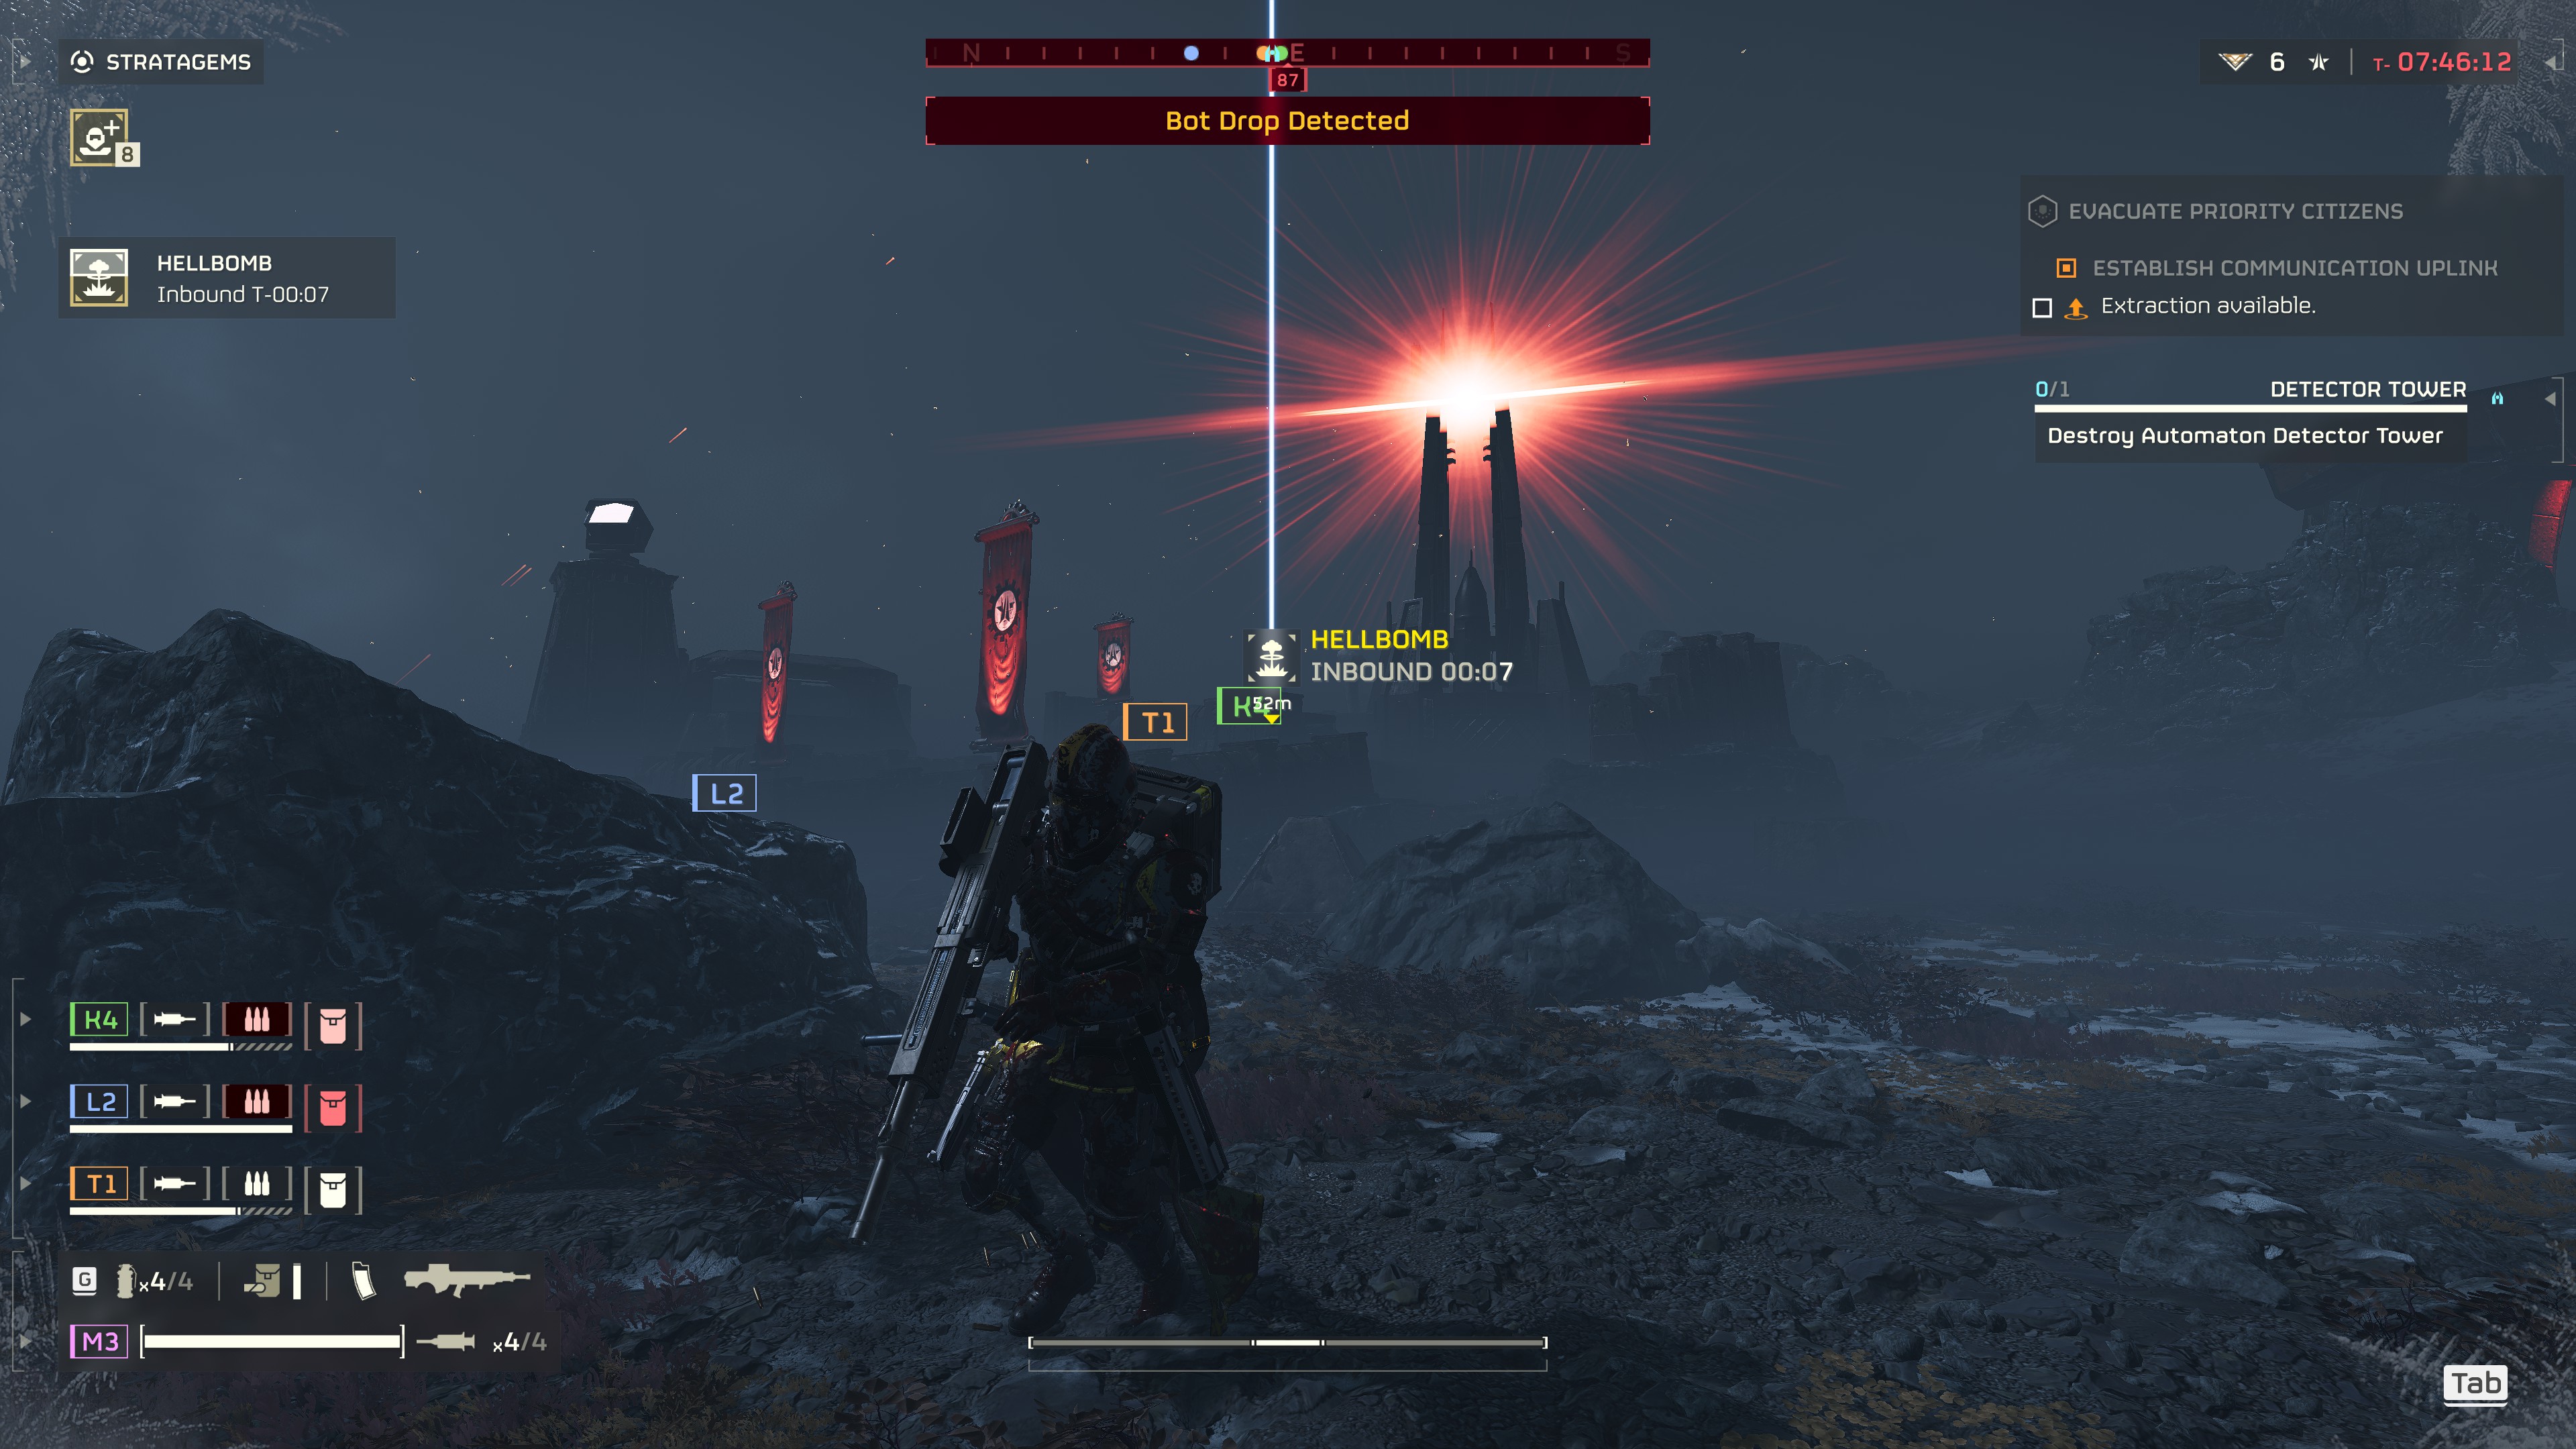 STRATAGEMS
N
E
S
87
6
T- 07:46:12
Bot Drop Detected
8
HELLBOMB
Inbound T-00:07
EVACUATE PRIORITY CITIZENS
ESTABLISH COMMUNICATION UPLINK
Extraction available.
0/1 DETECTOR TOWER
Destroy Automaton Detector Tower
HELLBOMB
INBOUND 00:07
K4
52m
T1
L2
K4
L2
T1
G x4/4
M3 x4/4
Tab